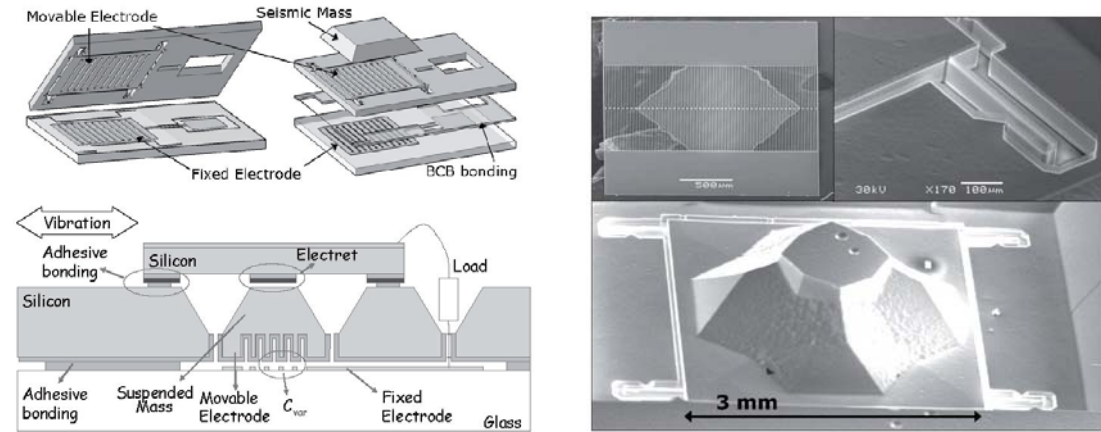 Movable Electrode
Seismic Mass
Fixed Electrode
BCB bonding
Vibration
Adhesive
bonding
Silicon
Electret
Load
Silicon
Adhesive
bonding
Suspended
Mass
Movable
Electrode
Cvar
Fixed
Electrode
Glass
500μm
30kV X170 100μm
3 mm